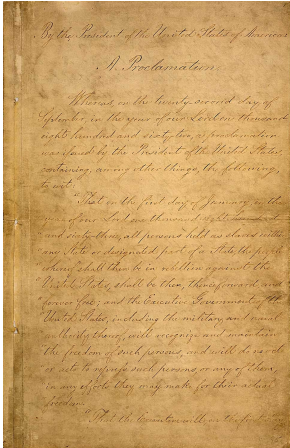 By the President of the United States of America:
A Proclamation.
Whereas, on the twenty-second day of
September, in the year of our Lord one thousand
eight hundred and sixty-two, a proclamation
was issued by the President of the United States,
containing, among other things, the following,
to wit:
"That on the first day of January, in the
year of our Lord one thousand eight hundred
and sixty-three, all persons held as slaves within
any State or designated part of a State, the people
whereof shall then be in rebellion against the
United States, shall be then, thenceforward, and
forever free; and the Executive Government of the
United States, including the military and naval
authority thereof, will recognize and maintain
the freedom of such persons, and will do no act
or acts to repress such persons, or any of them,
in any efforts they may make for their actual
freedom.
"That the Executive will, on the first